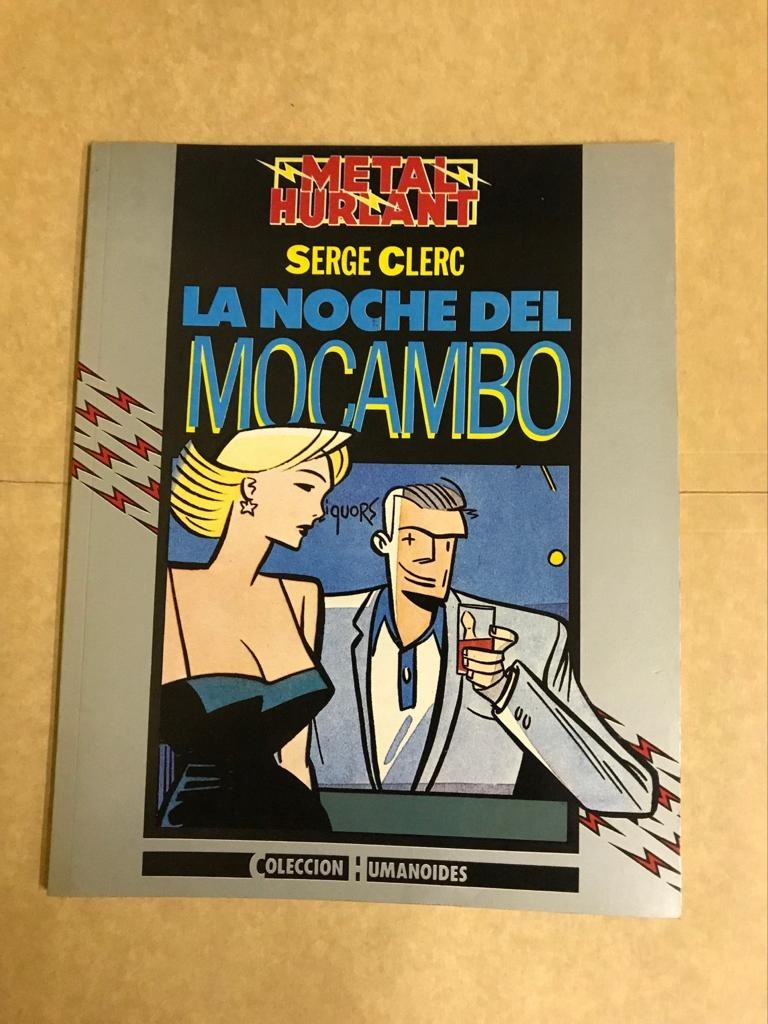 METAL
HURLANT
SERGE CLERC
LA NOCHE DEL
MOCAMBO
iquors
COLECCION HUMANOIDES